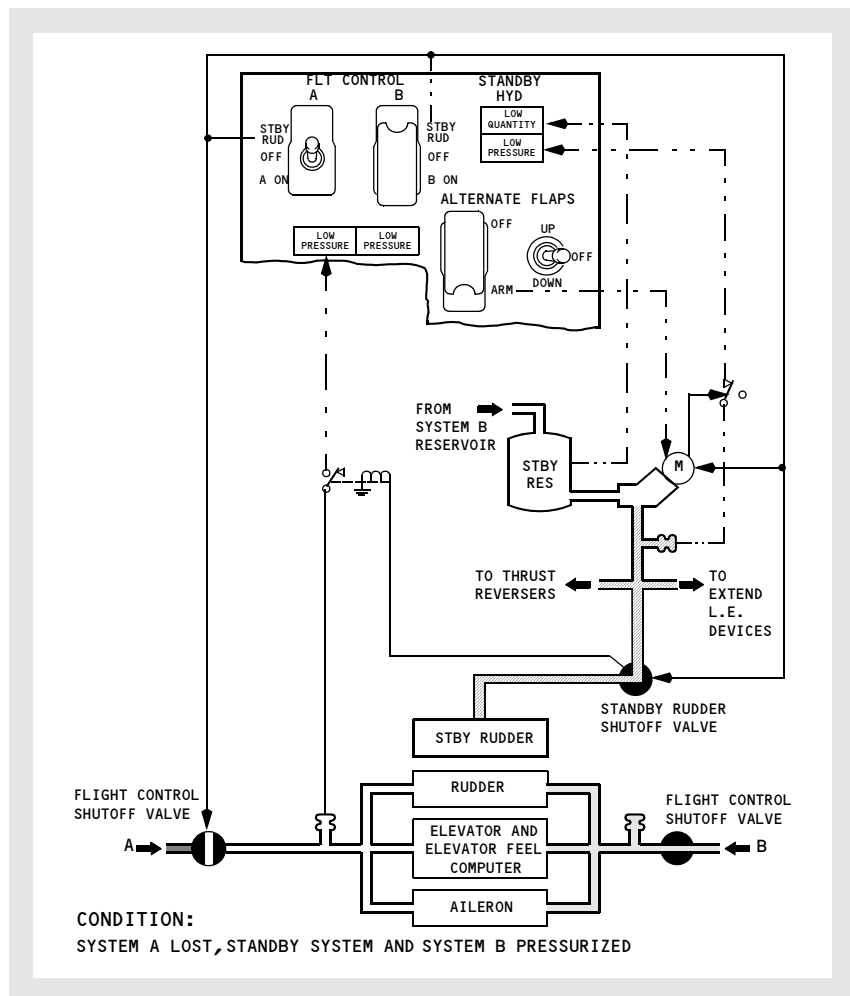 FLT CONTROL
A
B
STANDBY
HYD
LOW
QUANTITY
LOW
PRESSURE
STBY
RUD
OFF
A ON
STBY
RUD
OFF
B ON
ALTERNATE FLAPS
OFF
ARM
UP
OFF
DOWN
LOW
PRESSURE
LOW
PRESSURE
FROM
SYSTEM B
RESERVOIR
STBY
RES
M
TO THRUST
REVERSERS
TO
EXTEND
L.E.
DEVICES
STANDBY RUDDER
SHUTOFF VALVE
STBY RUDDER
RUDDER
FLIGHT CONTROL
SHUTOFF VALVE
A
ELEVATOR AND
ELEVATOR FEEL
COMPUTER
FLIGHT CONTROL
SHUTOFF VALVE
B
AILERON
CONDITION:
SYSTEM A LOST, STANDBY SYSTEM AND SYSTEM B PRESSURIZED